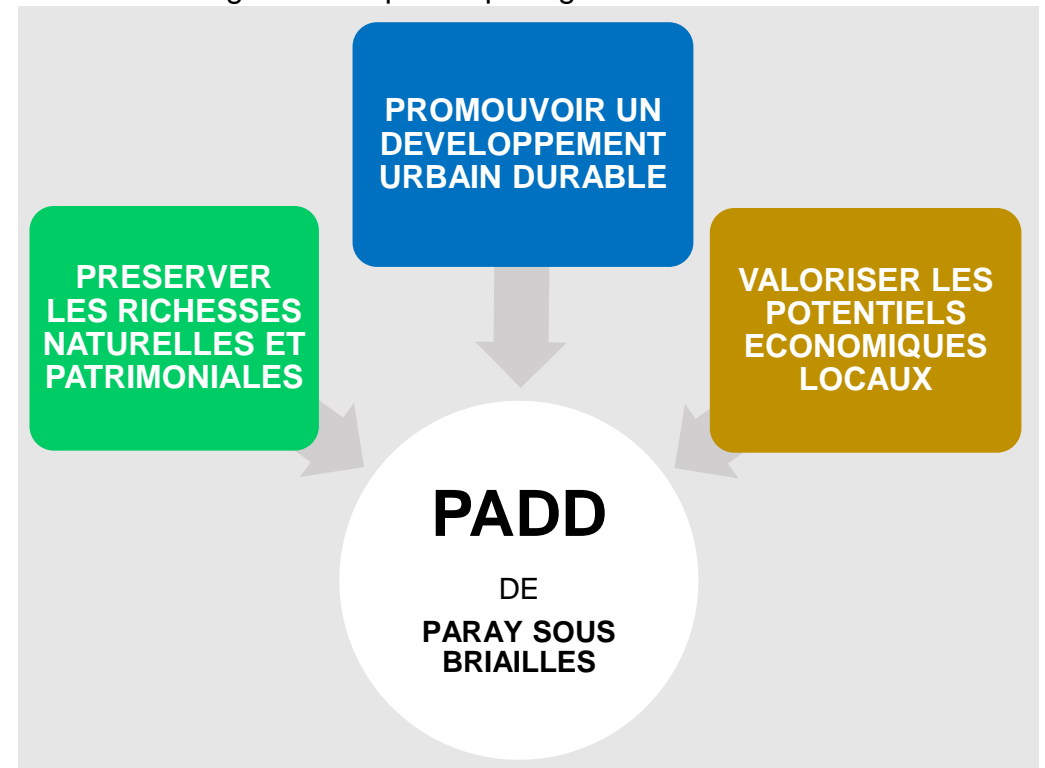 PROMOUVOIR UN
DEVELOPPEMENT
URBAIN DURABLE
PRESERVER
LES RICHESSES
NATURELLES ET
PATRIMONIALES
VALORISER LES
POTENTIELS
ECONOMIQUES
LOCAUX
PADD
DE
PARAY SOUS
BRIAILLES